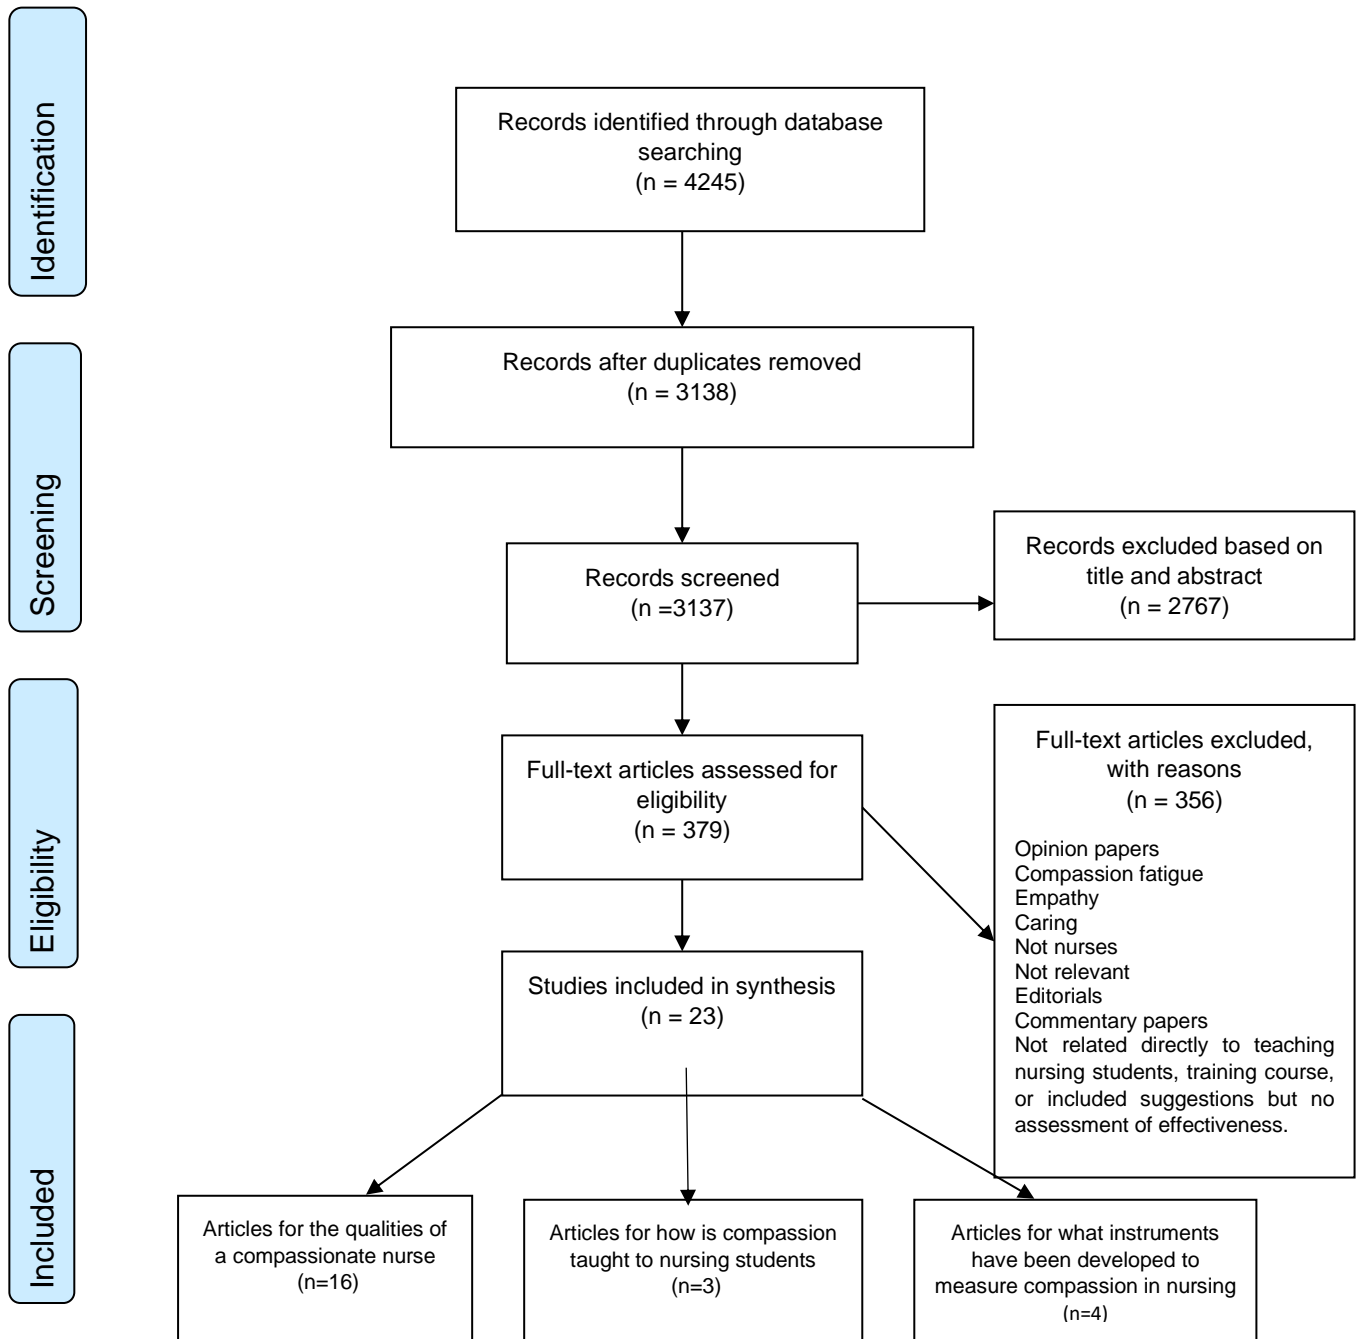 Identification
Records identified through database
searching
(n = 4245)
Records after duplicates removed
(n = 3138)
Screening
Records screened
(n =3137)
Records excluded based on
title and abstract
(n = 2767)
Eligibility
Full-text articles assessed for
eligibility
(n = 379)
Full-text articles excluded,
with reasons
(n = 356)
Opinion papers
Compassion fatigue
Empathy
Caring
Not nurses
Not relevant
Editorials
Commentary papers
Not related directly to teaching
nursing students, training course,
or included suggestions but no
assessment of effectiveness.
Studies included in synthesis
(n = 23)
Included
Articles for the qualities of
a compassionate nurse
(n=16)
Articles for how is compassion
taught to nursing students
(n=3)
Articles for what instruments
have been developed to
measure compassion in nursing
(n=4)